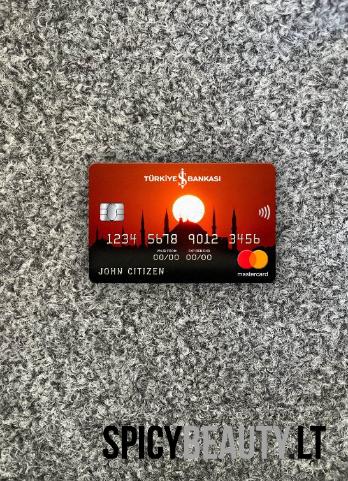 TÜRKİYE BANKASI
1234 5678 9012 3456
00/00 00/00
JOHN CITIZEN
mastercard
SPICYBEAUTY.LT